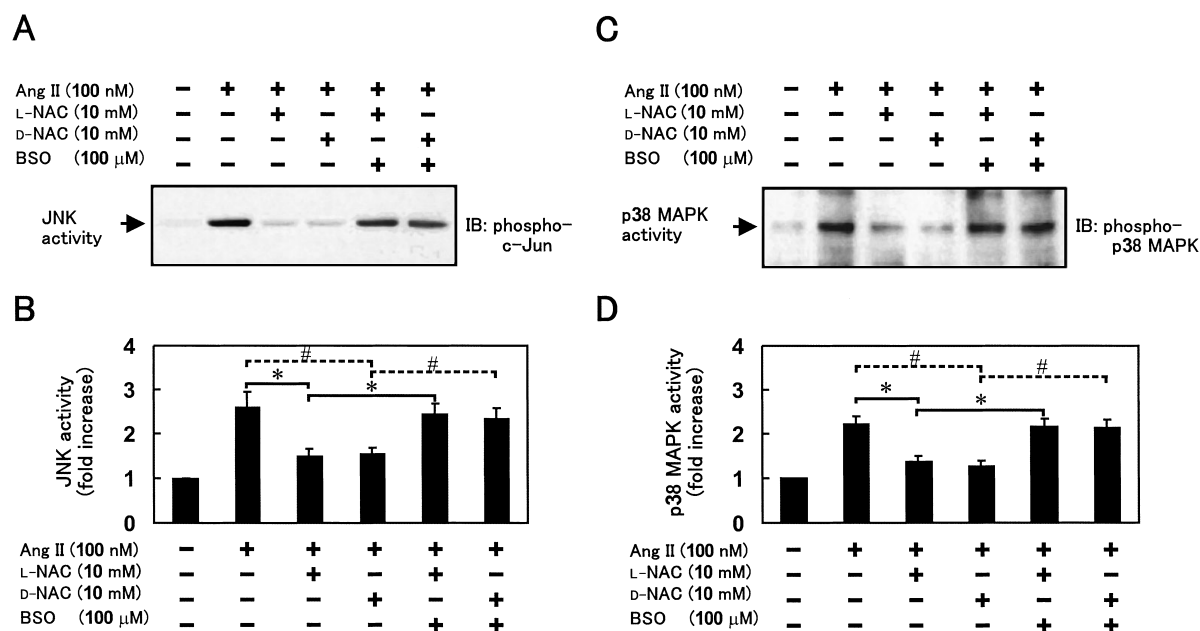 A
Ang II (100 nM) − + + + + +
L-NAC (10 mM) − − + − + −
D-NAC (10 mM) − − − + − +
BSO (100 μM) − − − − + +
JNK
activity
IB: phospho-
c-Jun
B
JNK activity
(fold increase)
4
3
2
1
0
#
*
*
#
Ang II (100 nM) − + + + + +
L-NAC (10 mM) − − + − + −
D-NAC (10 mM) − − − + − +
BSO (100 μM) − − − − + +
C
Ang II (100 nM) − + + + + +
L-NAC (10 mM) − − + − + −
D-NAC (10 mM) − − − + − +
BSO (100 μM) − − − − + +
p38 MAPK
activity
IB: phospho-
p38 MAPK
D
p38 MAPK activity
(fold increase)
4
3
2
1
0
#
*
*
#
Ang II (100 nM) − + + + + +
L-NAC (10 mM) − − + − + −
D-NAC (10 mM) − − − + − +
BSO (100 μM) − − − − + +